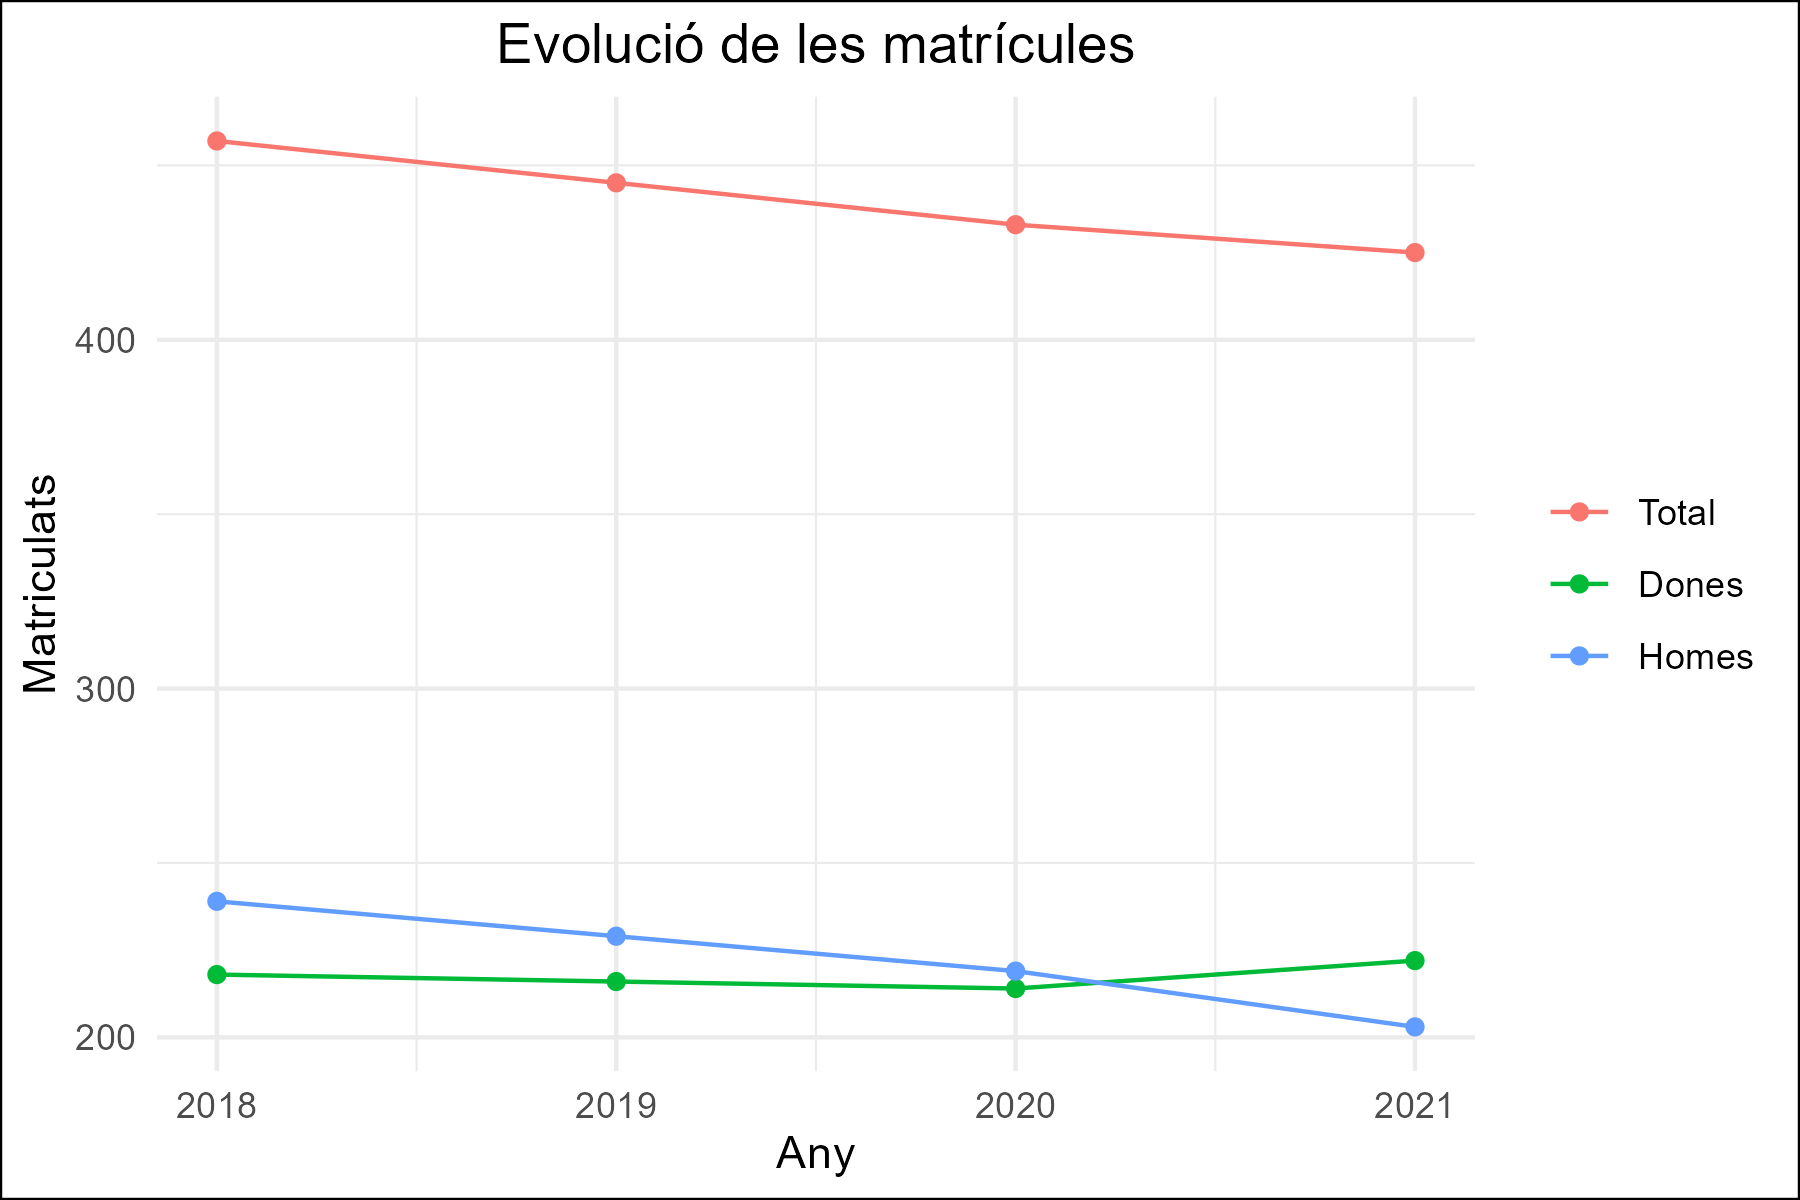 Evolució de les matrícules
Matriculats
400
300
200
2018
2019
2020
2021
Any
Total
Dones
Homes